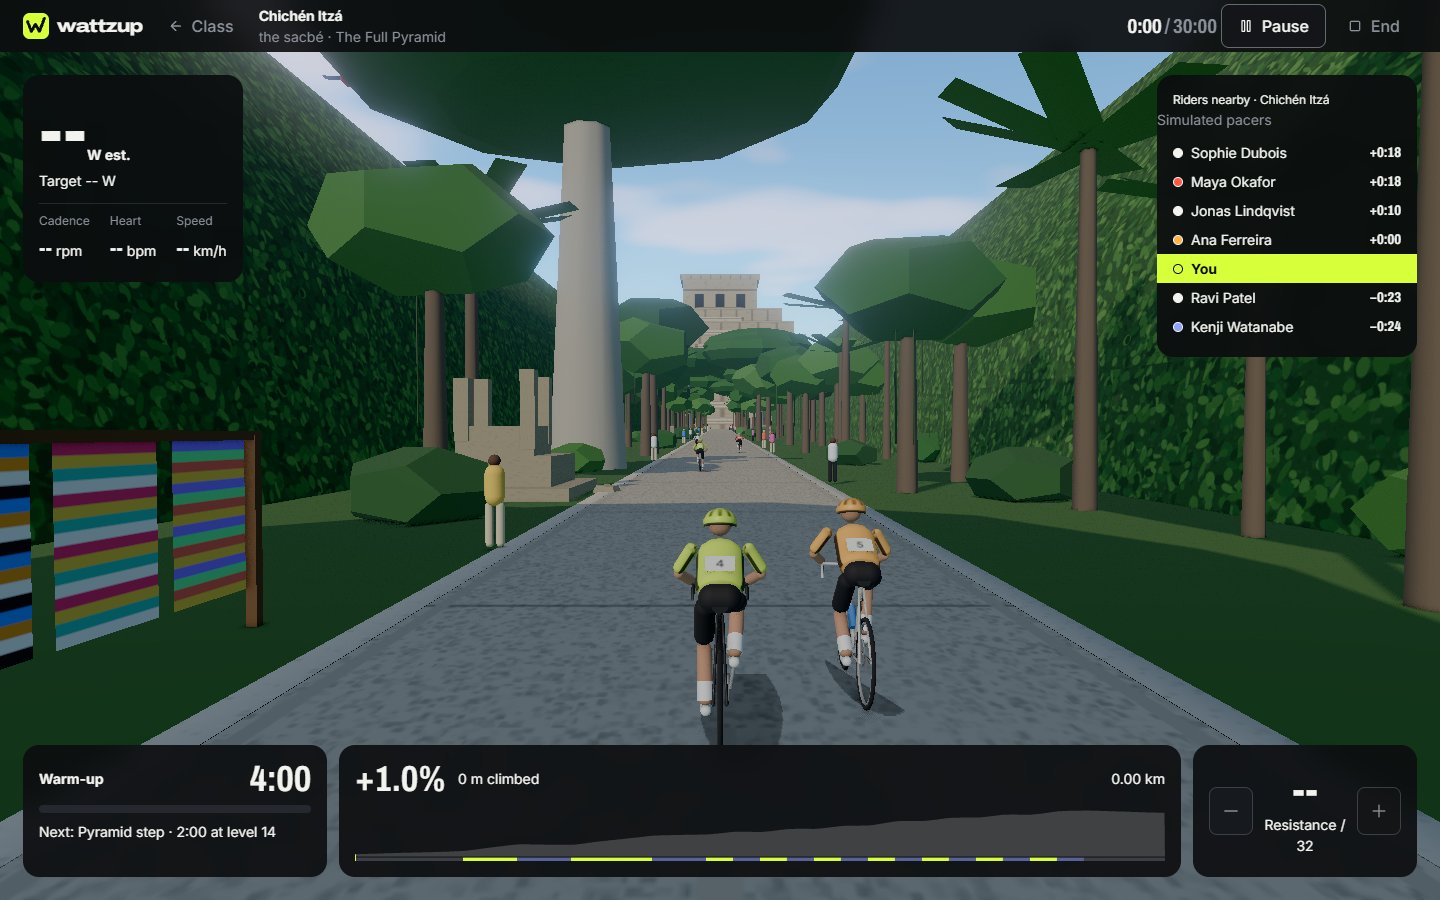 wattzup
Class
Chichén Itzá
the sacbé · The Full Pyramid
0:00 / 30:00
Pause
End
--
W est.
Target -- W
Cadence Heart Speed
-- rpm -- bpm -- km/h
Riders nearby · Chichén Itzá
Simulated pacers
Sophie Dubois +0:18
Maya Okafor +0:18
Jonas Lindqvist +0:10
Ana Ferreira +0:00
You
Ravi Patel −0:23
Kenji Watanabe −0:24
4
5
Warm-up 4:00
Next: Pyramid step · 2:00 at level 14
+1.0% 0 m climbed 0.00 km
--
Resistance /
32